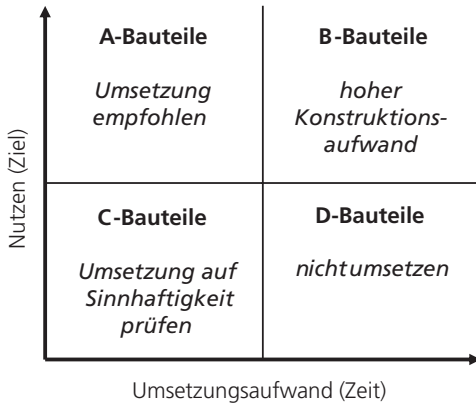 Nutzen (Ziel)
A-Bauteile
Umsetzung
empfohlen
B-Bauteile
hoher
Konstruktions-
aufwand
C-Bauteile
Umsetzung auf
Sinnhaftigkeit
prüfen
D-Bauteile
nicht umsetzen
Umsetzungsaufwand (Zeit)